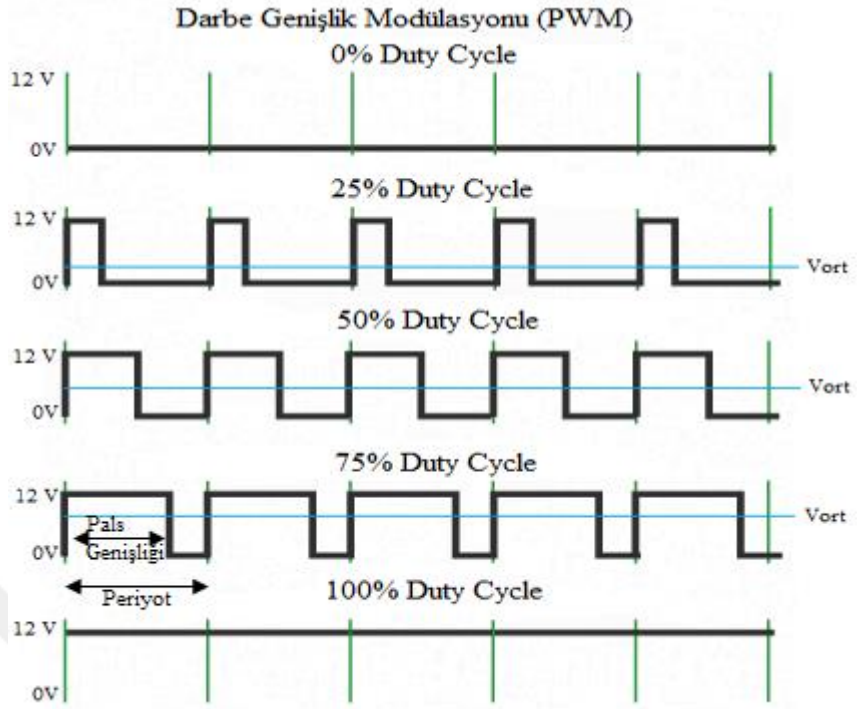 Darbe Genişlik Modülasyonu (PWM)
0% Duty Cycle
12 V
0V
25% Duty Cycle
12 V
0V
Vort
50% Duty Cycle
12 V
0V
Vort
75% Duty Cycle
12 V
Pals
Genişliği
0V
Vort
Periyot
100% Duty Cycle
12 V
0V